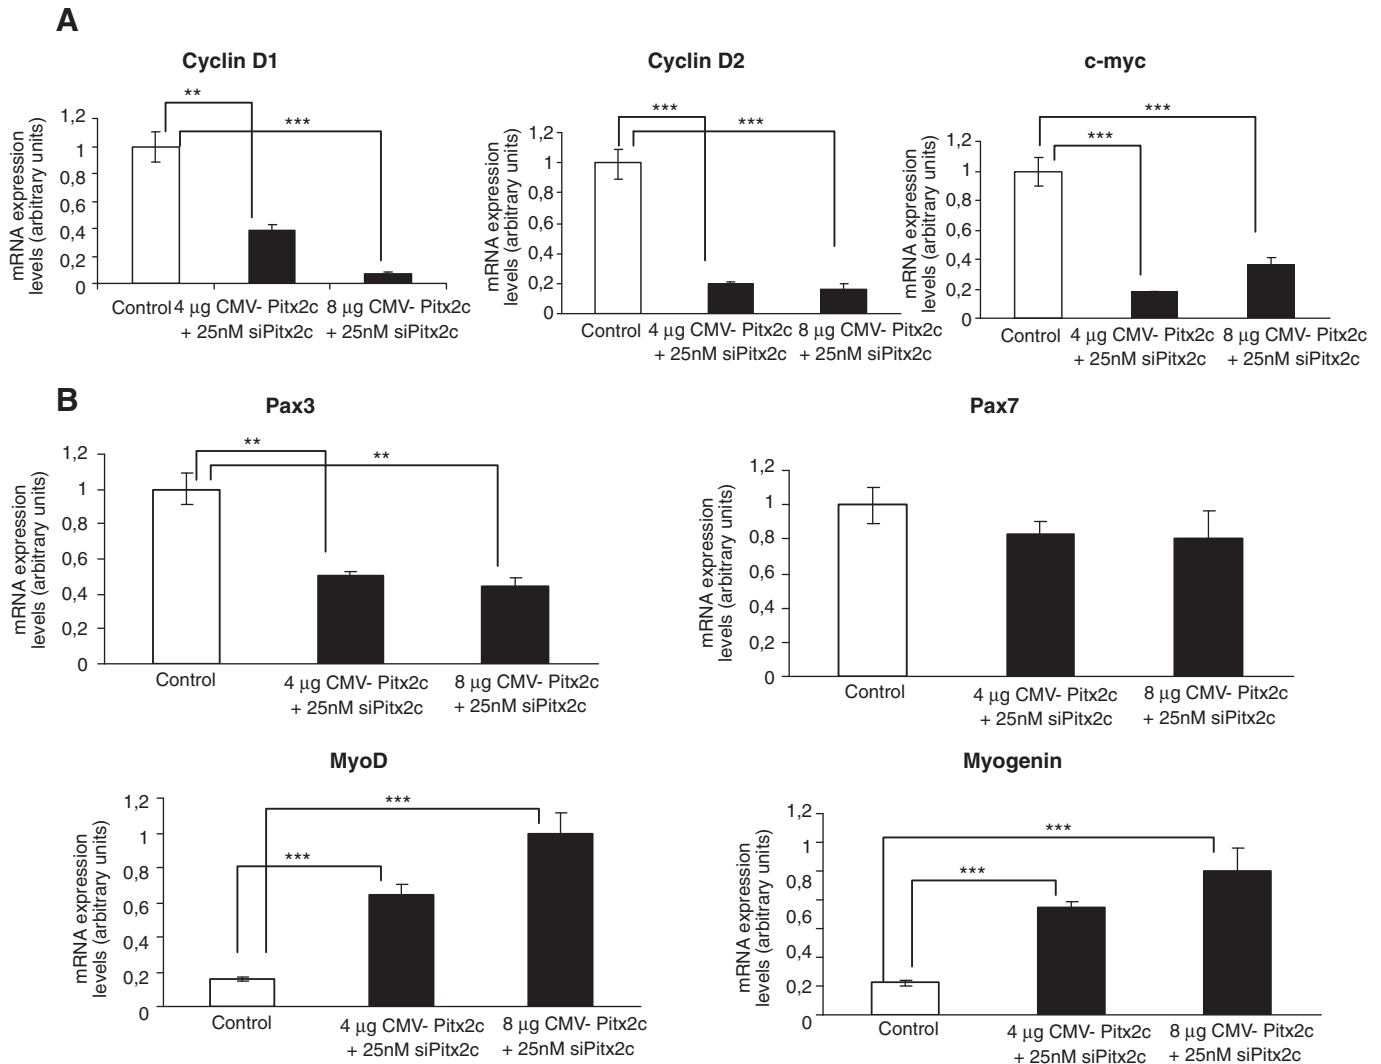 A
Cyclin D1
mRNA expression
levels (arbitrary units)
1,2
1
0,8
0,6
0,4
0,2
0
**
***
Control
4 μg CMV- Pitx2c
+ 25nM siPitx2c
8 μg CMV- Pitx2c
+ 25nM siPitx2c
Cyclin D2
mRNA expression
levels (arbitrary units)
1,2
1
0,8
0,6
0,4
0,2
0
***
***
Control
4 μg CMV- Pitx2c
+ 25nM siPitx2c
8 μg CMV- Pitx2c
+ 25nM siPitx2c
c-myc
mRNA expression
levels (arbitrary units)
1,2
1
0,8
0,6
0,4
0,2
0
***
***
Control
4 μg CMV- Pitx2c
+ 25nM siPitx2c
8 μg CMV- Pitx2c
+ 25nM siPitx2c
B
Pax3
mRNA expression
levels (arbitrary units)
1,2
1
0,8
0,6
0,4
0,2
0
**
**
Control
4 μg CMV- Pitx2c
+ 25nM siPitx2c
8 μg CMV- Pitx2c
+ 25nM siPitx2c
Pax7
mRNA expression
levels (arbitrary units)
1,2
1
0,8
0,6
0,4
0,2
0
Control
4 μg CMV- Pitx2c
+ 25nM siPitx2c
8 μg CMV- Pitx2c
+ 25nM siPitx2c
MyoD
mRNA expression
levels (arbitrary units)
1,2
1
0,8
0,6
0,4
0,2
0
***
***
Control
4 μg CMV- Pitx2c
+ 25nM siPitx2c
8 μg CMV- Pitx2c
+ 25nM siPitx2c
Myogenin
mRNA expression
levels (arbitrary units)
1,2
1
0,8
0,6
0,4
0,2
0
***
***
Control
4 μg CMV- Pitx2c
+ 25nM siPitx2c
8 μg CMV- Pitx2c
+ 25nM siPitx2c